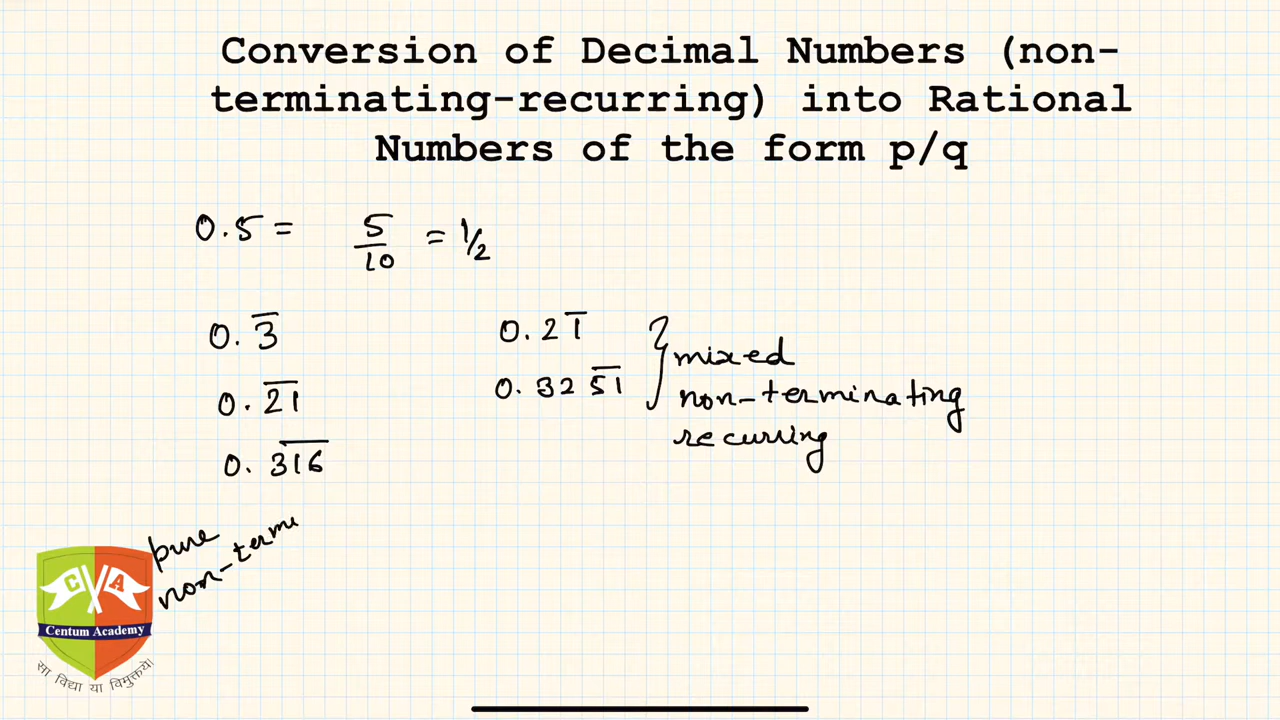 Conversion of Decimal Numbers (non-
terminating-recurring) into Rational
Numbers of the form p/q
0.5 = 5/10 = 1/2
0.3̅
0.2̅1̅
0.3̅1̅6̅
0.21̅
0.325̅1̅
mixed
non-terminating
recurring
pure
non-termi
C A
Centum Academy
सा विद्या या विमुक्तये।